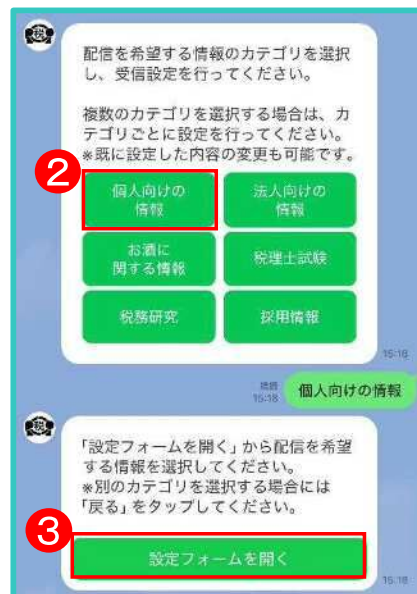 配信を希望する情報のカテゴリを選択
し、受信設定を行ってください。
複数のカテゴリを選択する場合は、カ
テゴリごとに設定を行ってください。
*既に設定した内容の変更も可能です。
2
個人向けの
情報
法人向けの
情報
お酒に
関する情報
税理士試験
税務研究
採用情報
15:18
既読
15:18
個人向けの情報
「設定フォームを開く」から配信を希望
する情報を選択してください。
*別のカテゴリを選択する場合には
「戻る」をタップしてください。
3
設定フォームを開く
15:18